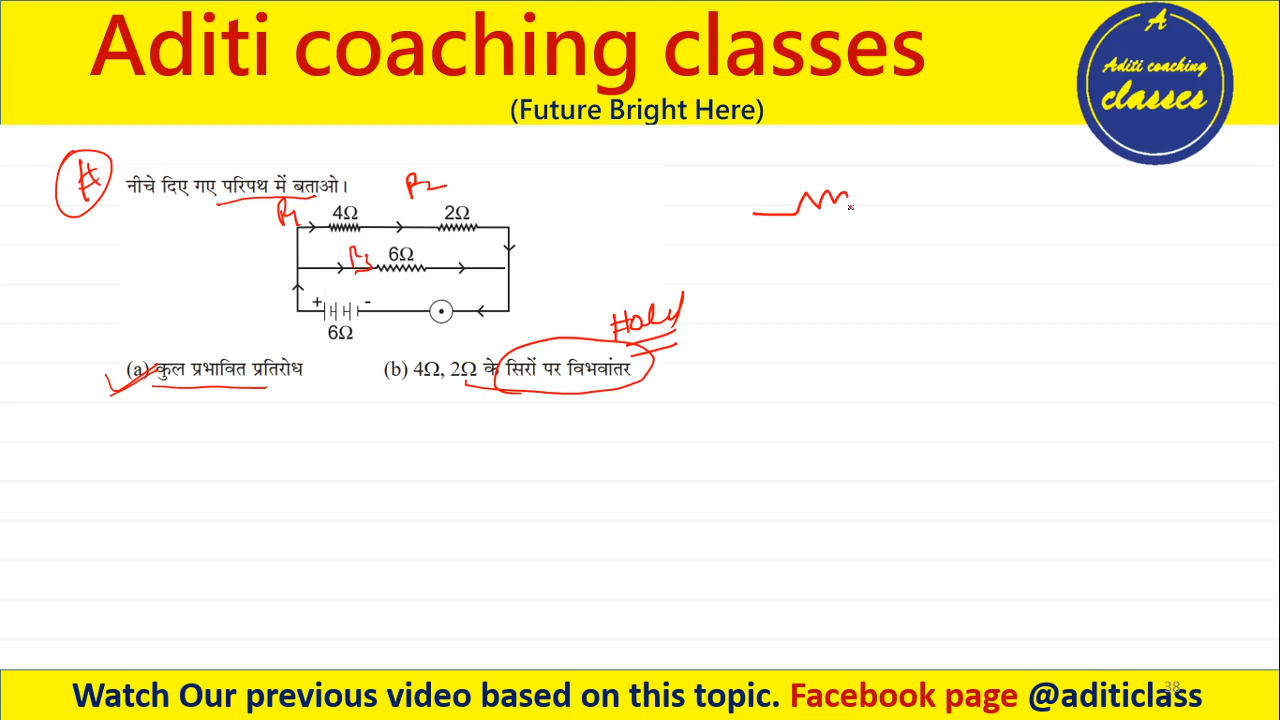 Aditi coaching classes
(Future Bright Here)
A
Aditi coaching
classes
नीचे दिए गए परिपथ में बताओ।
R1 4Ω R2 2Ω
R3 6Ω
+ -
6Ω
Hold
(a) कुल प्रभावित प्रतिरोध (b) 4Ω, 2Ω के सिरों पर विभवांतर
Watch Our previous video based on this topic. Facebook page @aditiclass
38